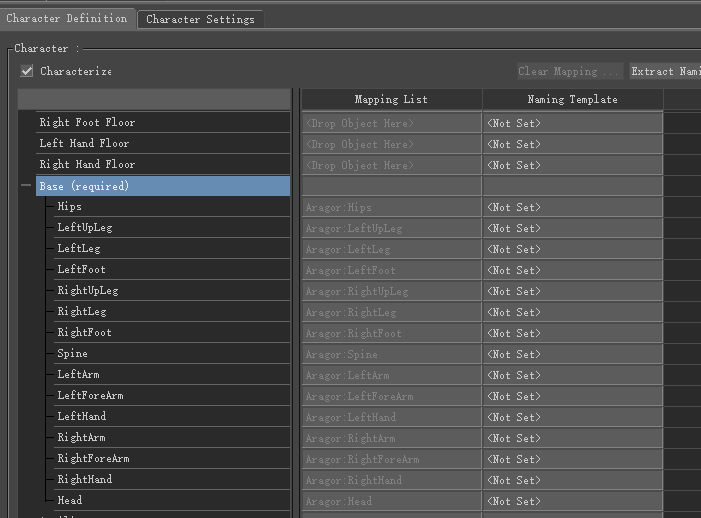 Character Definition Character Settings
Character :
Characterize Clear Mapping ... Extract Nami
Mapping List Naming Template
Right Foot Floor <Drop Object Here> <Not Set>
Left Hand Floor <Drop Object Here> <Not Set>
Right Hand Floor <Drop Object Here> <Not Set>
Base (required)
Hips Aragor:Hips <Not Set>
LeftUpLeg Aragor:LeftUpLeg <Not Set>
LeftLeg Aragor:LeftLeg <Not Set>
LeftFoot Aragor:LeftFoot <Not Set>
RightUpLeg Aragor:RightUpLeg <Not Set>
RightLeg Aragor:RightLeg <Not Set>
RightFoot Aragor:RightFoot <Not Set>
Spine Aragor:Spine <Not Set>
LeftArm Aragor:LeftArm <Not Set>
LeftForeArm Aragor:LeftForeArm <Not Set>
LeftHand Aragor:LeftHand <Not Set>
RightArm Aragor:RightArm <Not Set>
RightForeArm Aragor:RightForeArm <Not Set>
RightHand Aragor:RightHand <Not Set>
Head Aragor:Head <Not Set>